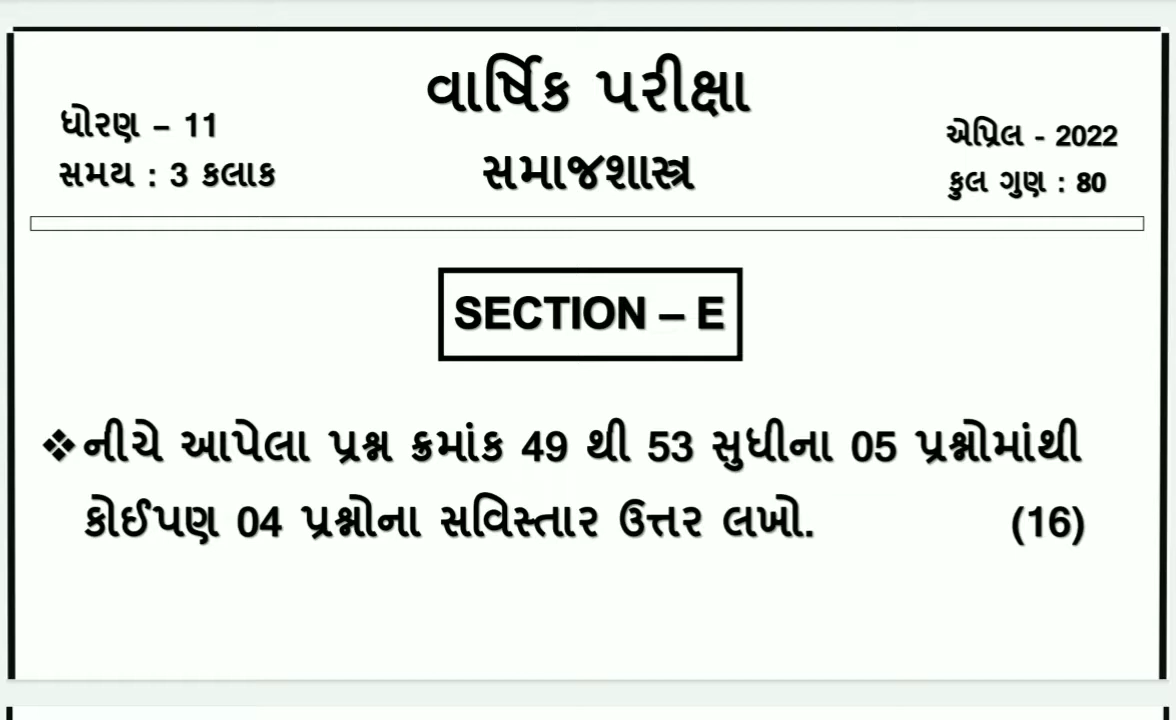 વાર્ષિક પરીક્ષા
ધોરણ – 11
એપ્રિલ - 2022
સમય : 3 કલાક
સમાજશાસ્ત્ર
કુલ ગુણ : 80
SECTION – E
❖નીચે આપેલા પ્રશ્ન ક્રમાંક 49 થી 53 સુધીના 05 પ્રશ્નોમાંથી
કોઈપણ 04 પ્રશ્નોના સવિસ્તાર ઉત્તર લખો. (16)